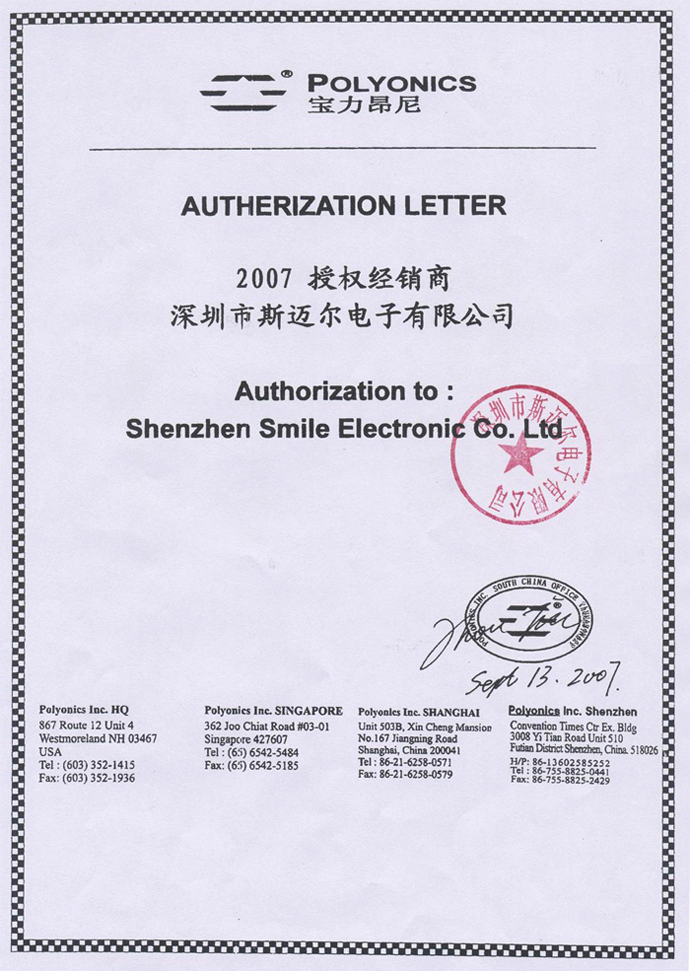 ® POLYONICS
宝力昂尼
AUTHERIZATION LETTER
2007 授权经销商
深圳市斯迈尔电子有限公司
Authorization to :
Shenzhen Smile Electronic Co. Ltd
深圳市斯迈尔电子有限公司
POLYONICS INC. SOUTH CHINA OFFICE
®
Sept 13. 2007.
Polyonics Inc. HQ
867 Route 12 Unit 4
Westmoreland NH 03467
USA
Tel : (603) 352-1415
Fax: (603) 352-1936
Polyonics Inc. SINGAPORE
362 Joo Chiat Road #03-01
Singapore 427607
Tel : (65) 6542-5484
Fax: (65) 6542-5185
Polyonics Inc. SHANGHAI
Unit 503B, Xin Cheng Mansion
No.167 Jiangning Road
Shanghai, China 200041
Tel : 86-21-6258-0571
Fax: 86-21-6258-0579
Polyonics Inc. Shenzhen
Convention Times Ctr Ex. Bldg
3008 Yi Tian Road Unit 510
Futian District Shenzhen, China. 518026
H/P: 86-13602585252
Tel : 86-755-8825-0441
Fax: 86-755-8825-2429